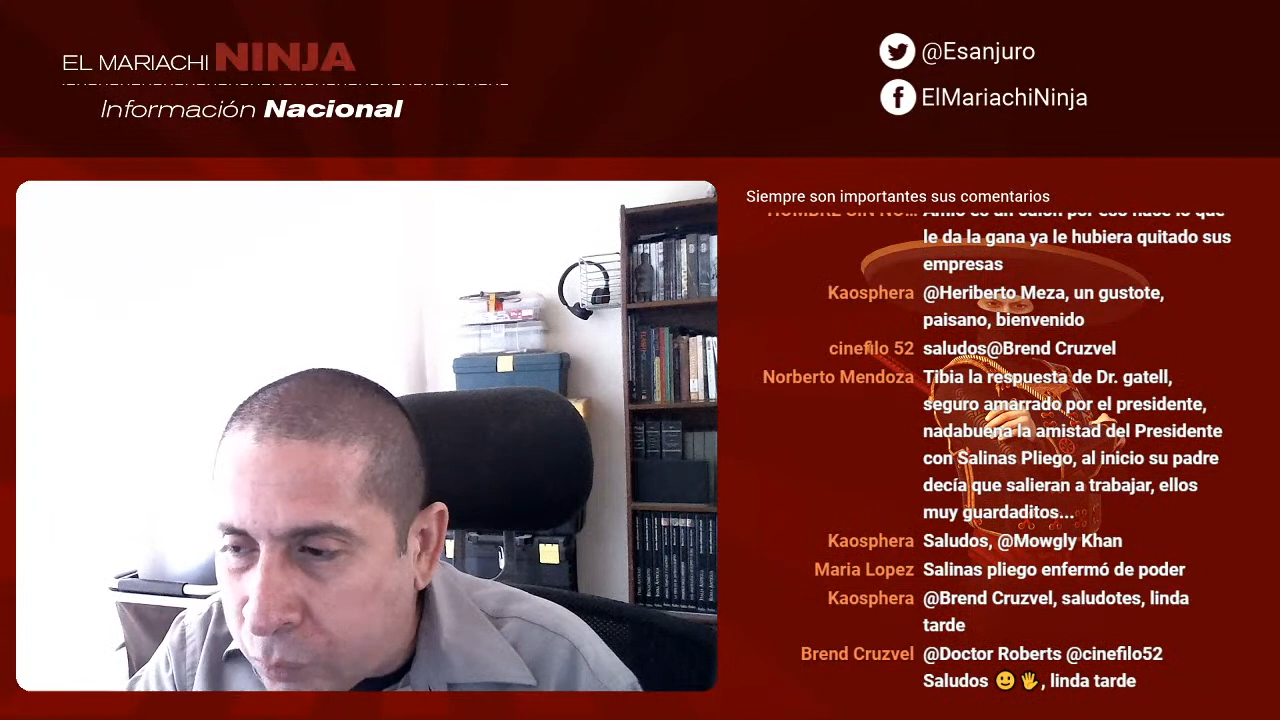 EL MARIACHI NINJA
Información Nacional
@Esanjuro
ElMariachiNinja
Siempre son importantes sus comentarios
le da la gana ya le hubiera quitado sus
empresas
Kaosphera @Heriberto Meza, un gustote,
paisano, bienvenido
cinefilo 52 saludos@Brend Cruzvel
Norberto Mendoza Tibia la respuesta de Dr. gatell,
seguro amarrado por el presidente,
nadabuena la amistad del Presidente
con Salinas Pliego, al inicio su padre
decía que salieran a trabajar, ellos
muy guardaditos...
Kaosphera Saludos, @Mowgly Khan
Maria Lopez Salinas pliego enfermó de poder
Kaosphera @Brend Cruzvel, saludotes, linda
tarde
Brend Cruzvel @Doctor Roberts @cinefilo52
Saludos 😃 🖐, linda tarde